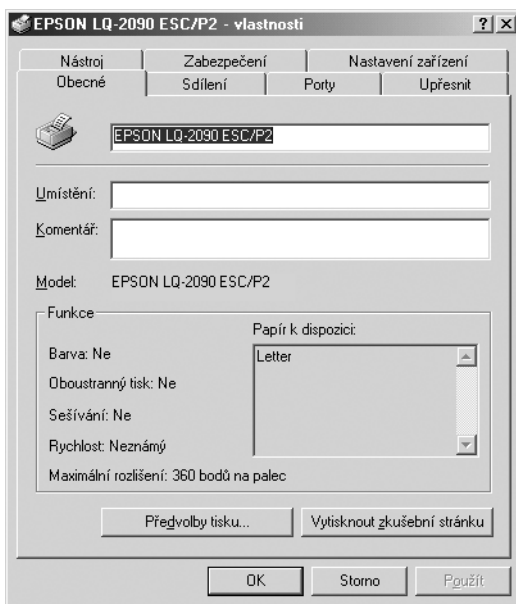 EPSON LQ-2090 ESC/P2 - vlastnosti
Nástroj Zabezpečení Nastavení zařízení
Obecné Sdílení Porty Upřesnit
EPSON LQ-2090 ESC/P2
Umístění:
Komentář:
Model: EPSON LQ-2090 ESC/P2
Funkce
Papír k dispozici:
Barva: Ne
Letter
Oboustranný tisk: Ne
Sešívání: Ne
Rychlost: Neznámý
Maximální rozlišení: 360 bodů na palec
Předvolby tisku... Vytisknout zkušební stránku
OK Storno Použít